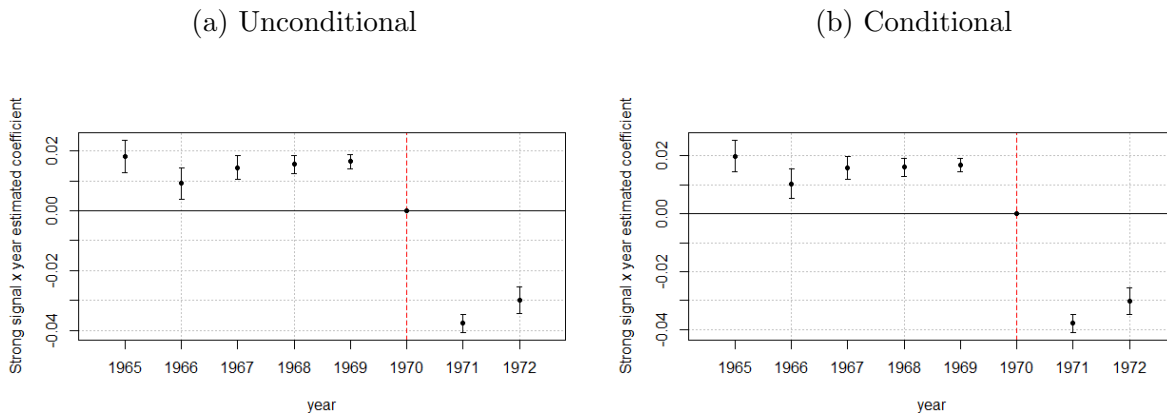 (a) Unconditional
Strong signal x year estimated coefficient
0.02
0.00
-0.02
-0.04
1965 1966 1967 1968 1969 1970 1971 1972
year
(b) Conditional
Strong signal x year estimated coefficient
0.02
0.00
-0.02
-0.04
1965 1966 1967 1968 1969 1970 1971 1972
year